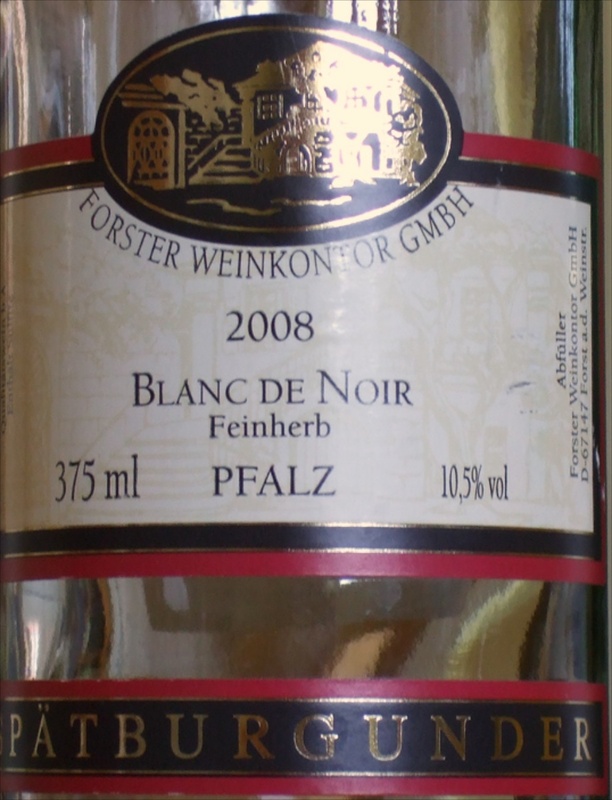 FORSTER WEINKONTOR GMBH
2008
BLANC DE NOIR
Feinherb
375 ml PFALZ 10,5% vol
Abfüller
Forster Weinkontor GmbH
D-67147 Forst a.d. Weinstr.
SPÄTBURGUNDER